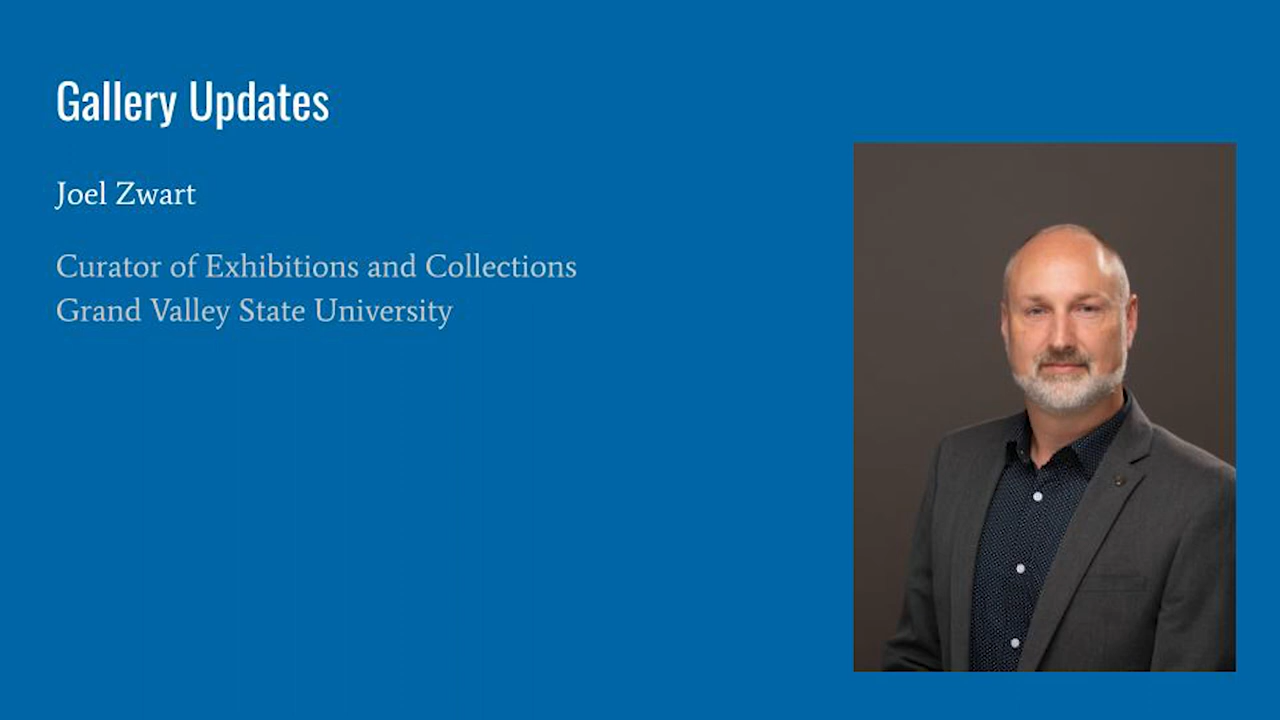 Gallery Updates
Joel Zwart
Curator of Exhibitions and Collections
Grand Valley State University